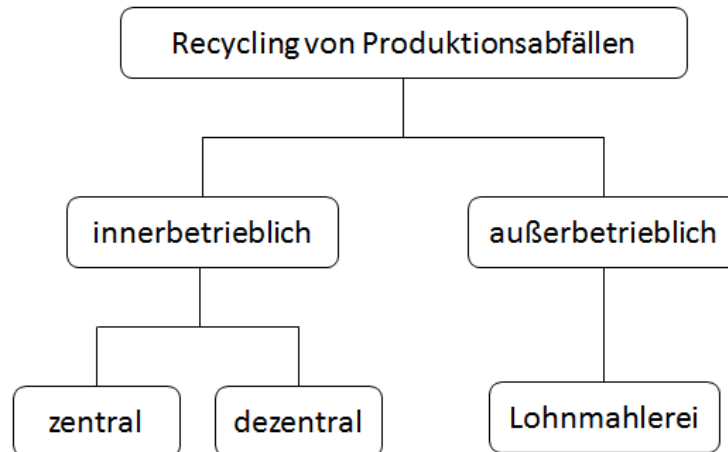 Recycling von Produktionsabfällen
innerbetrieblich
außerbetrieblich
zentral
dezentral
Lohnmahlerei